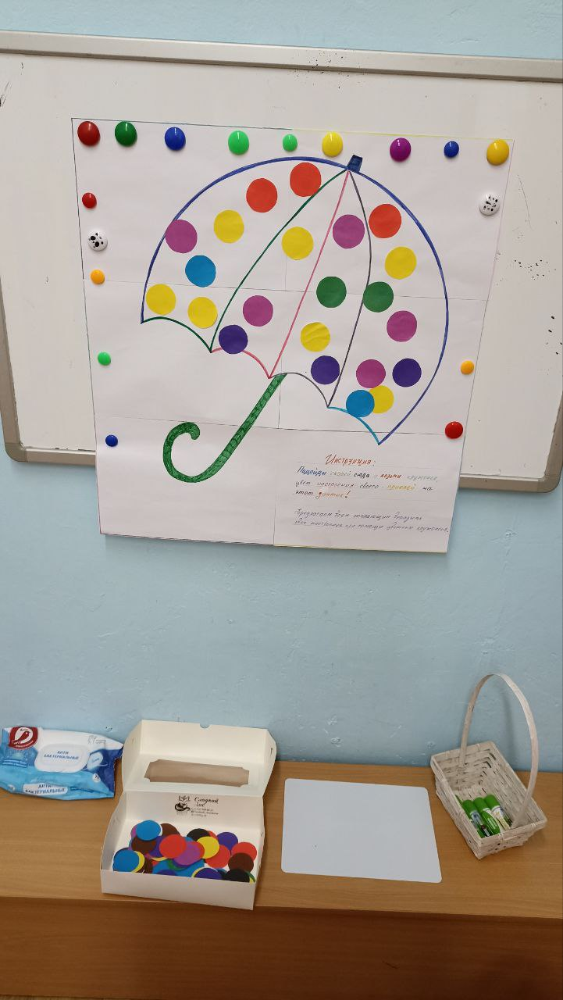 Инструкция:
Подойди скорей сюда и возьми кружочек,
цвет настроения своего - приклей на
этот зонтик!
Предлагаем всем желающим выразить
своё настроение при помощи цветных кружочков.
АНТИ
БАКТЕРИАЛЬНЫЕ
АНТИ-
БАКТЕРИАЛЬНЫЕ
Сладкий
Лис